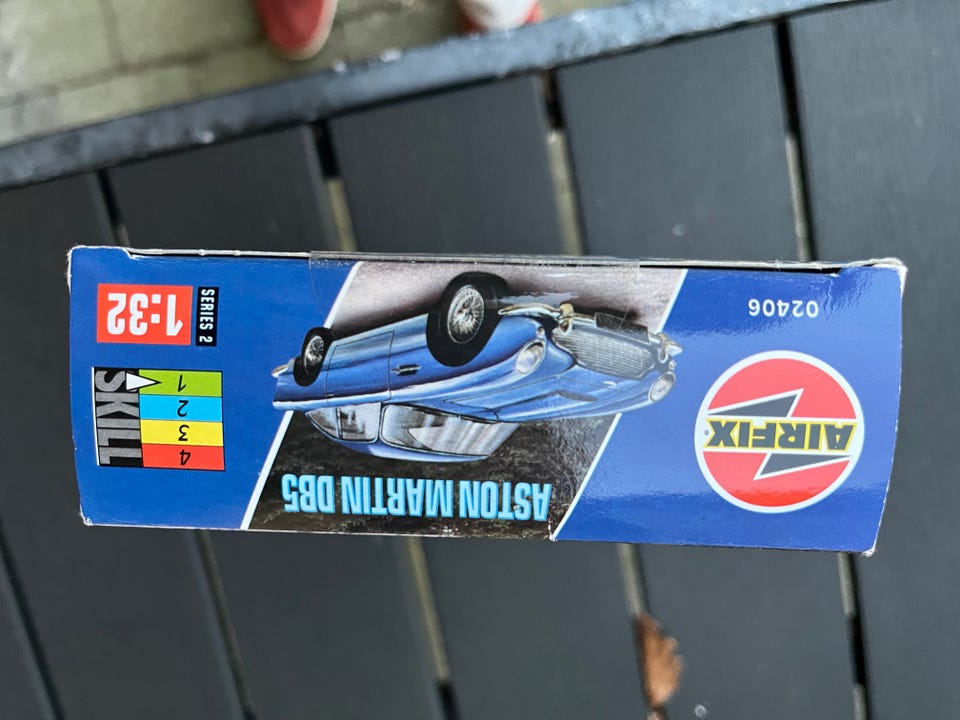 AIRFIX
02406
ASTON MARTIN DB5
SKILL
4
3
2
1
SERIES 2
1:32